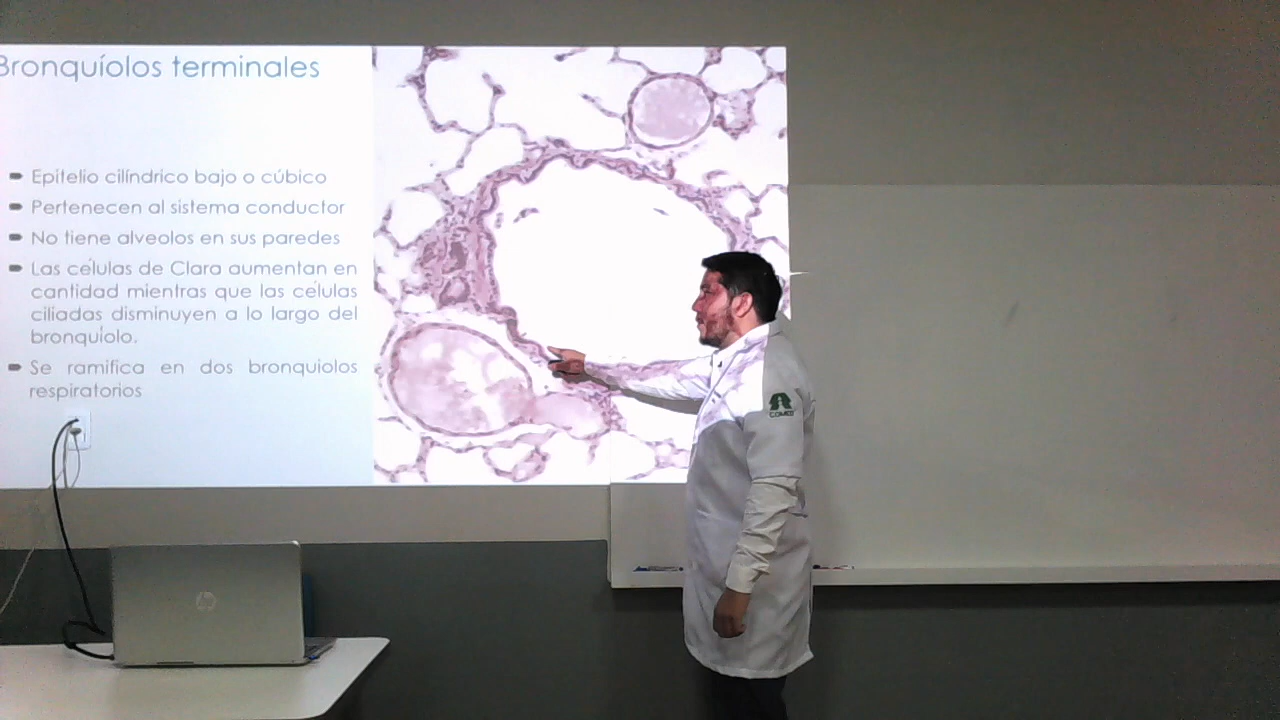 Bronquíolos terminales
Epitelio cilíndrico bajo o cúbico
Pertenecen al sistema conductor
No tiene alveolos en sus paredes
Las células de Clara aumentan en
cantidad mientras que las células
ciliadas disminuyen a lo largo del
bronquíolo.
Se ramifica en dos bronquiolos
respiratorios
hp